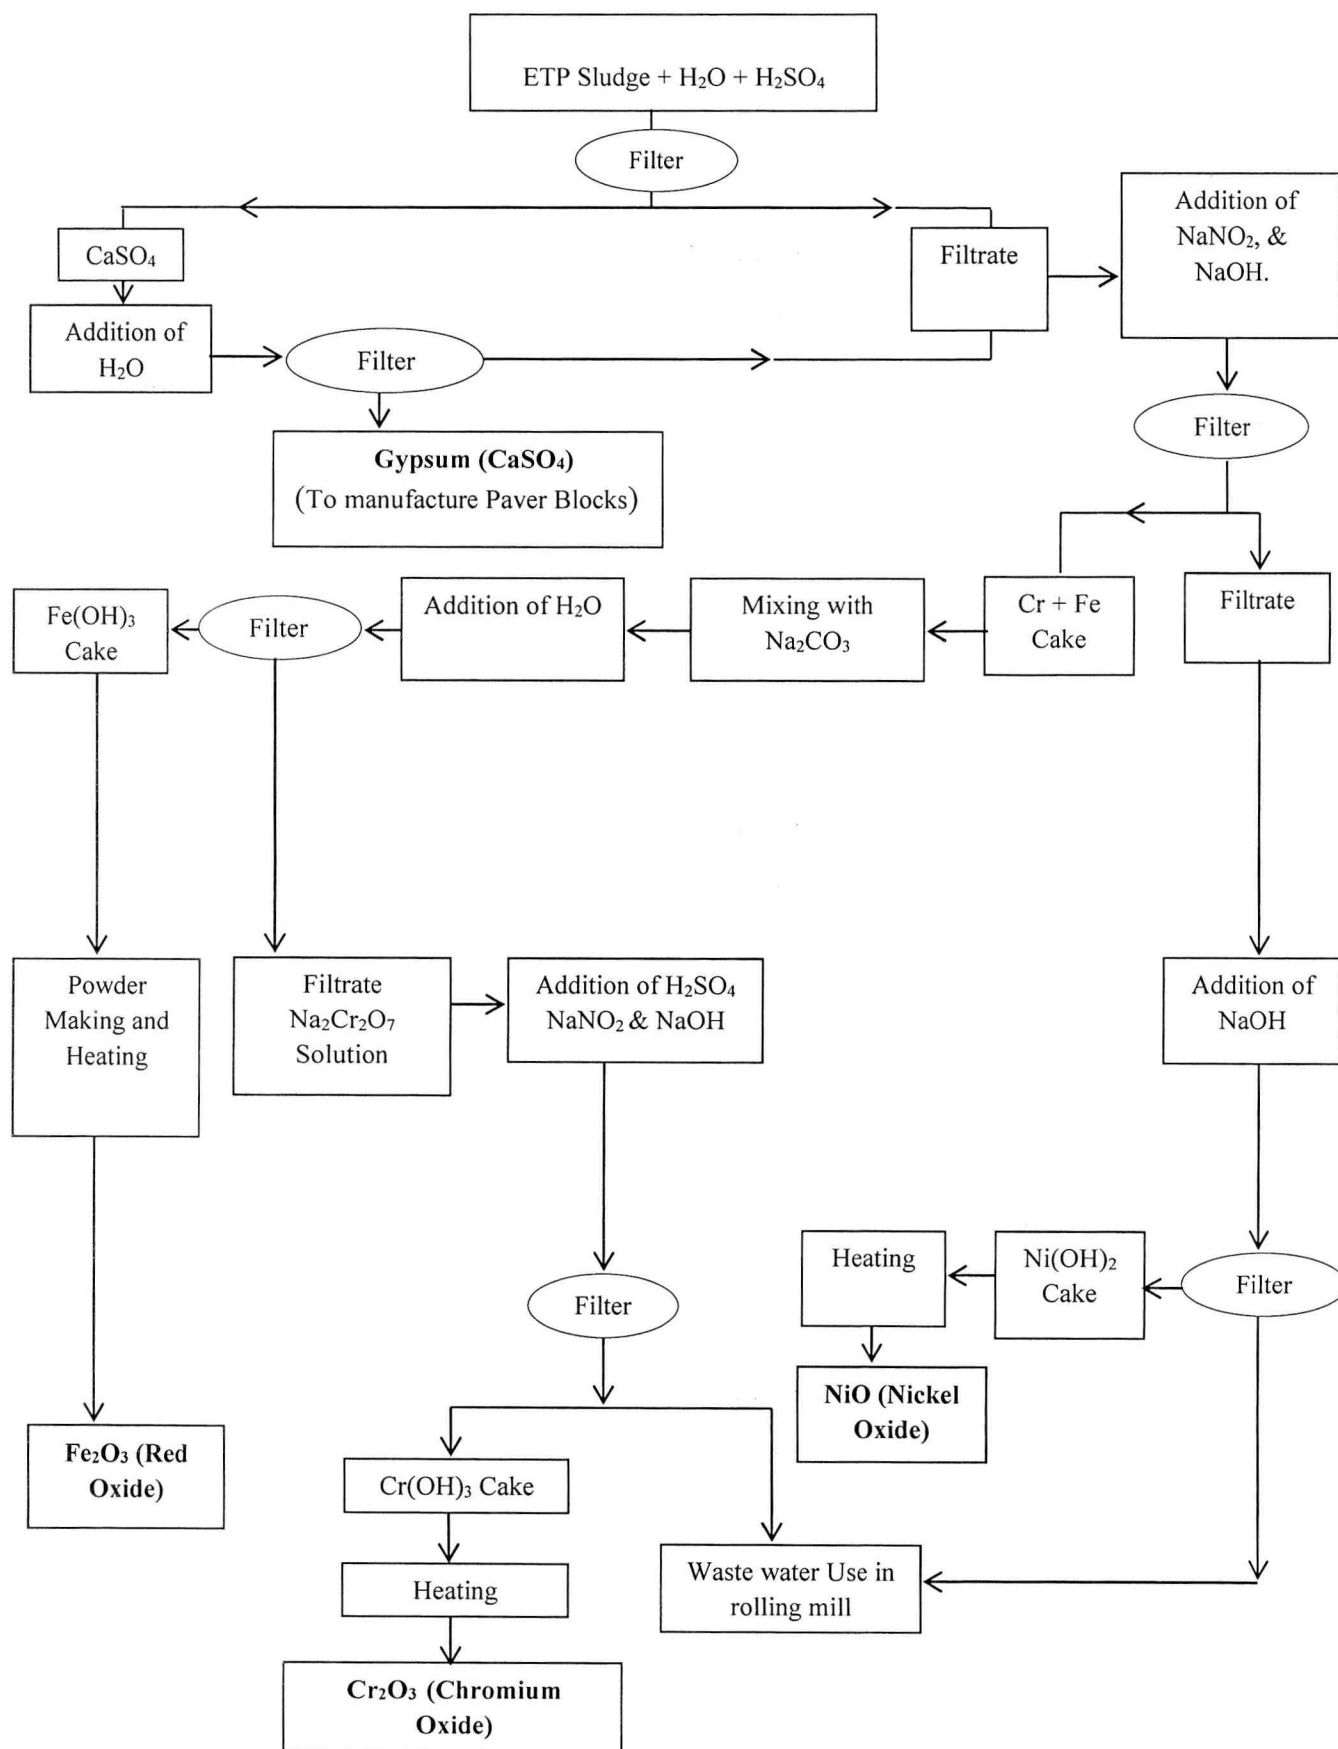 ETP Sludge + H₂O + H₂SO₄
Filter
CaSO₄
Filtrate
Addition of
NaNO₂, &
NaOH.
Addition of
H₂O
Filter
Filter
Gypsum (CaSO₄)
(To manufacture Paver Blocks)
Fe(OH)₃
Cake
Filter
Addition of H₂O
Mixing with
Na₂CO₃
Cr + Fe
Cake
Filtrate
Powder
Making and
Heating
Filtrate
Na₂Cr₂O₇
Solution
Addition of H₂SO₄
NaNO₂ & NaOH
Addition of
NaOH
Heating
Ni(OH)₂
Cake
Filter
Filter
NiO (Nickel
Oxide)
Fe₂O₃ (Red
Oxide)
Cr(OH)₃ Cake
Heating
Waste water Use in
rolling mill
Cr₂O₃ (Chromium
Oxide)